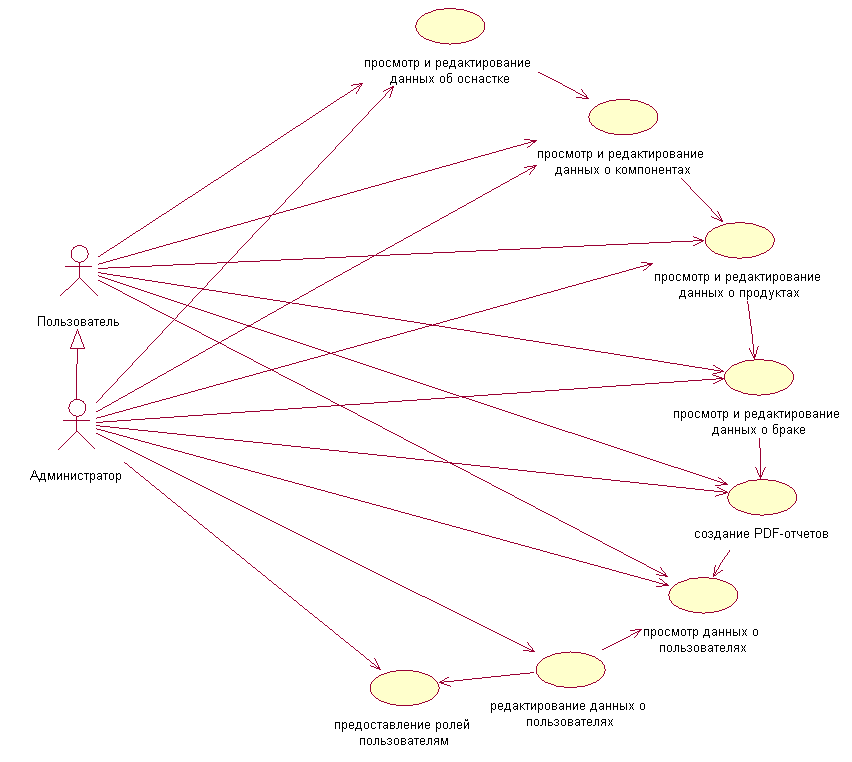 просмотр и редактирование
данных об оснастке
просмотр и редактирование
данных о компонентах
просмотр и редактирование
данных о продуктах
Пользователь
просмотр и редактирование
данных о браке
Администратор
создание PDF-отчетов
просмотр данных о
пользователях
редактирование данных о
пользователях
предоставление ролей
пользователям